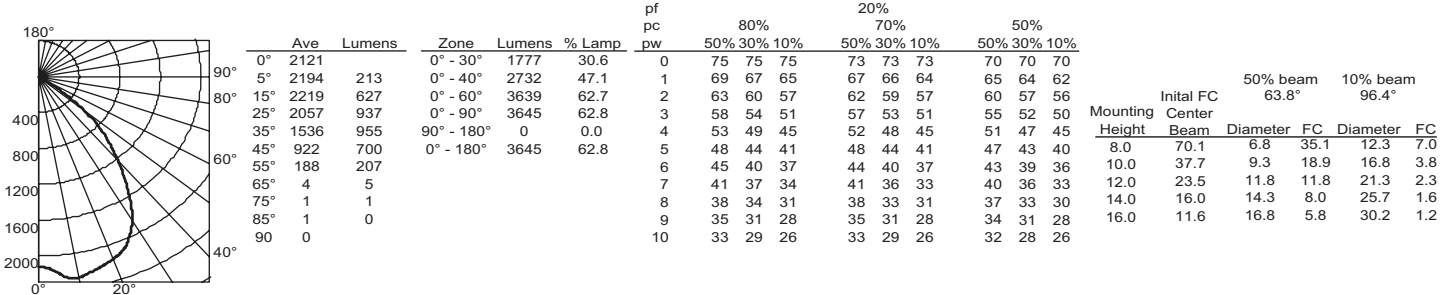 180°
90°
80°
60°
40°
20°
0°
400
800
1200
1600
2000
Ave Lumens
0° 2121
5° 2194 213
15° 2219 627
25° 2057 937
35° 1536 955
45° 922 700
55° 188 207
65° 4 5
75° 1 1
85° 1 0
90 0
Zone Lumens % Lamp
0° - 30° 1777 30.6
0° - 40° 2732 47.1
0° - 60° 3639 62.7
0° - 90° 3645 62.8
90° - 180° 0 0.0
0° - 180° 3645 62.8
pf 20%
pc 80% 70% 50%
pw 50% 30% 10% 50% 30% 10% 50% 30% 10%
0 75 75 75 73 73 73 70 70 70
1 69 67 65 67 66 64 65 64 62
2 63 60 57 62 59 57 60 57 56
3 58 54 51 57 53 51 55 52 50
4 53 49 45 52 48 45 51 47 45
5 48 44 41 48 44 41 47 43 40
6 45 40 37 44 40 37 43 39 36
7 41 37 34 41 36 33 40 36 33
8 38 34 31 38 33 31 37 33 30
9 35 31 28 35 31 28 34 31 28
10 33 29 26 33 29 26 32 28 26
50% beam 10% beam
Inital FC 63.8° 96.4°
Mounting Center
Height Beam Diameter FC Diameter FC
8.0 70.1 6.8 35.1 12.3 7.0
10.0 37.7 9.3 18.9 16.8 3.8
12.0 23.5 11.8 11.8 21.3 2.3
14.0 16.0 14.3 8.0 25.7 1.6
16.0 11.6 16.8 5.8 30.2 1.2